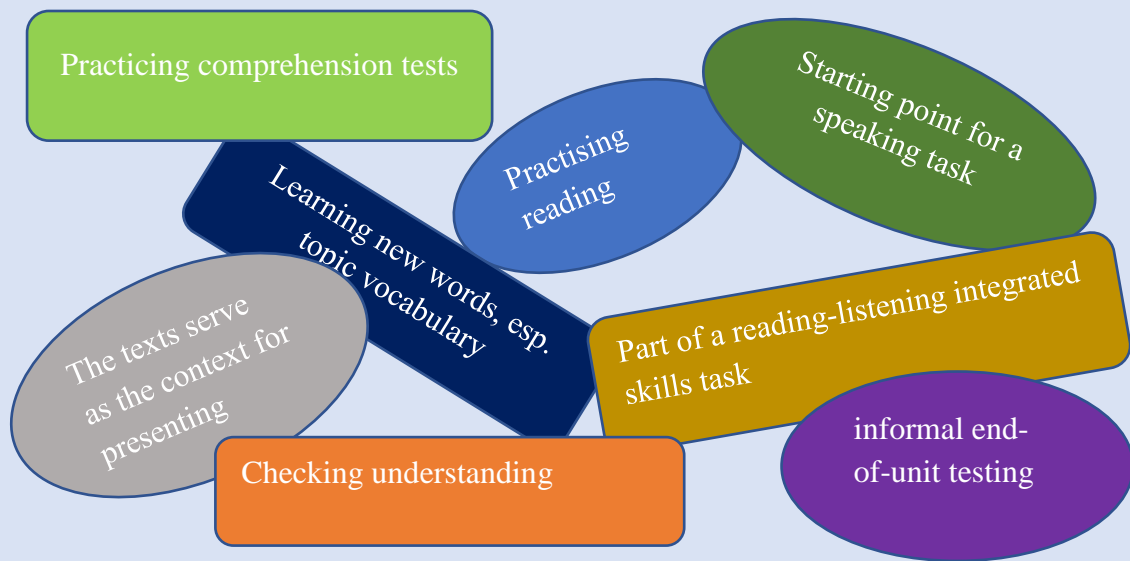 Practicing comprehension tests
Starting point for a
speaking task
Practising
reading
Learning new words, esp.
topic vocabulary
Part of a reading-listening integrated
skills task
The texts serve
as the context for
presenting
informal end-
of-unit testing
Checking understanding